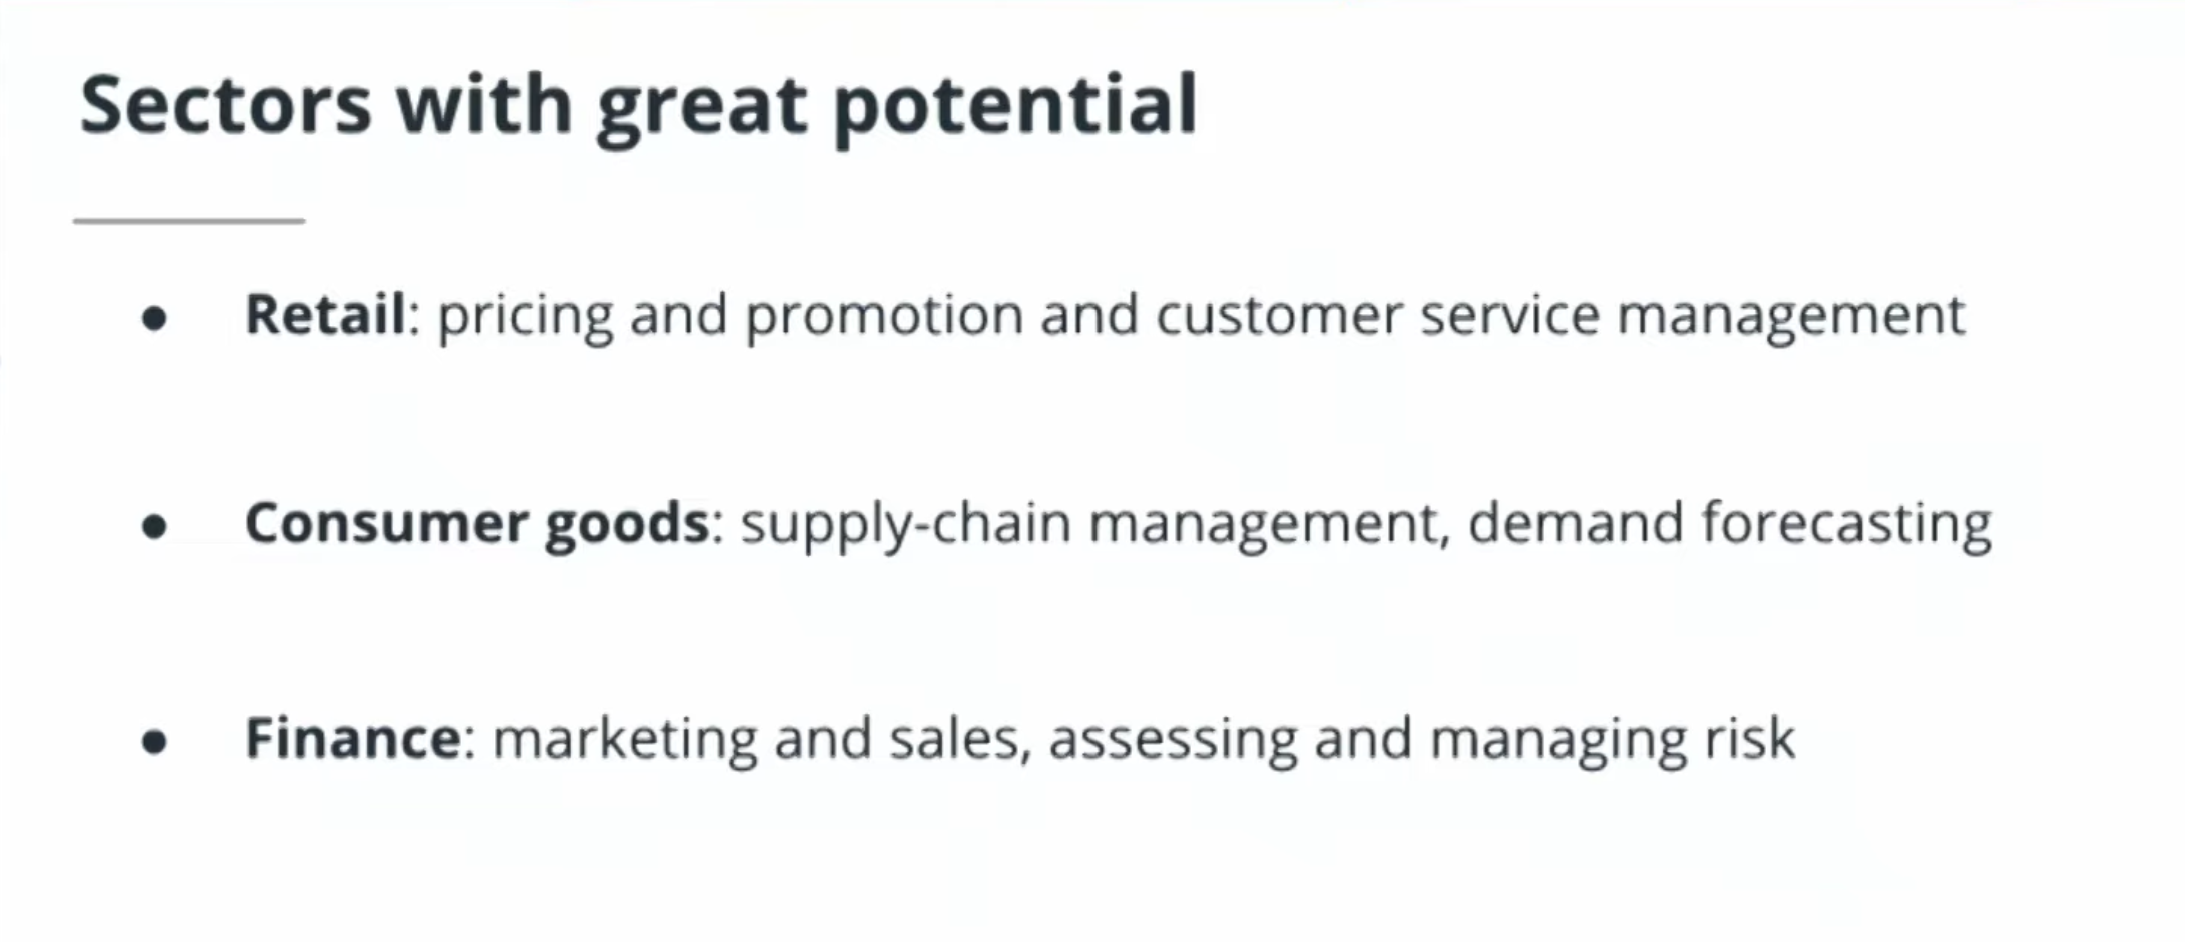 Sectors with great potential
● Retail: pricing and promotion and customer service management
● Consumer goods: supply-chain management, demand forecasting
● Finance: marketing and sales, assessing and managing risk